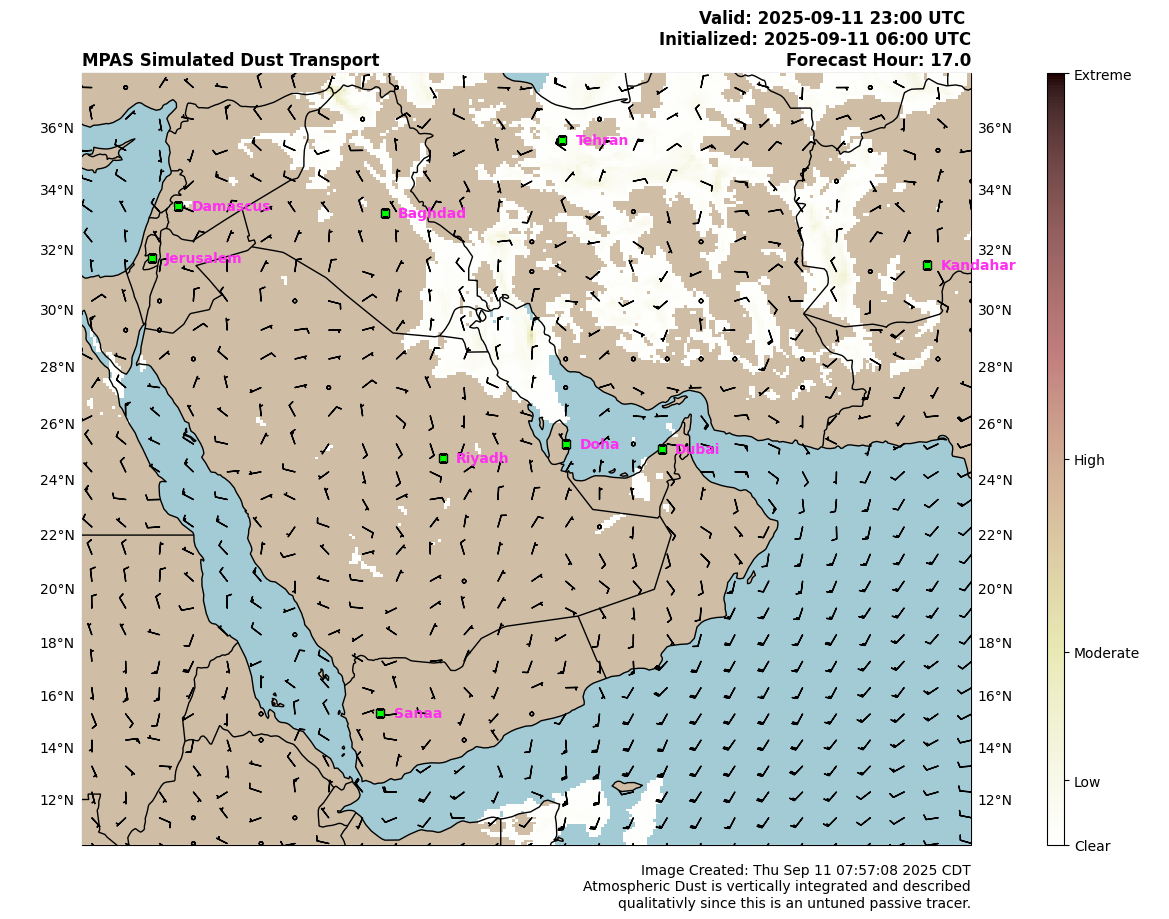 Valid: 2025-09-11 23:00 UTC
Initialized: 2025-09-11 06:00 UTC
MPAS Simulated Dust Transport
Forecast Hour: 17.0
Extreme
36°N
36°N
Tehran
34°N
34°N
Damascus
Baghdad
32°N
32°N
Jerusalem
Kandahar
30°N
30°N
28°N
28°N
26°N
26°N
Doha
Dubai
Riyadh
High
24°N
24°N
22°N
22°N
20°N
20°N
18°N
18°N
Moderate
16°N
16°N
Sanaa
14°N
14°N
Low
12°N
12°N
Clear
Image Created: Thu Sep 11 07:57:08 2025 CDT
Atmospheric Dust is vertically integrated and described
qualitativly since this is an untuned passive tracer.